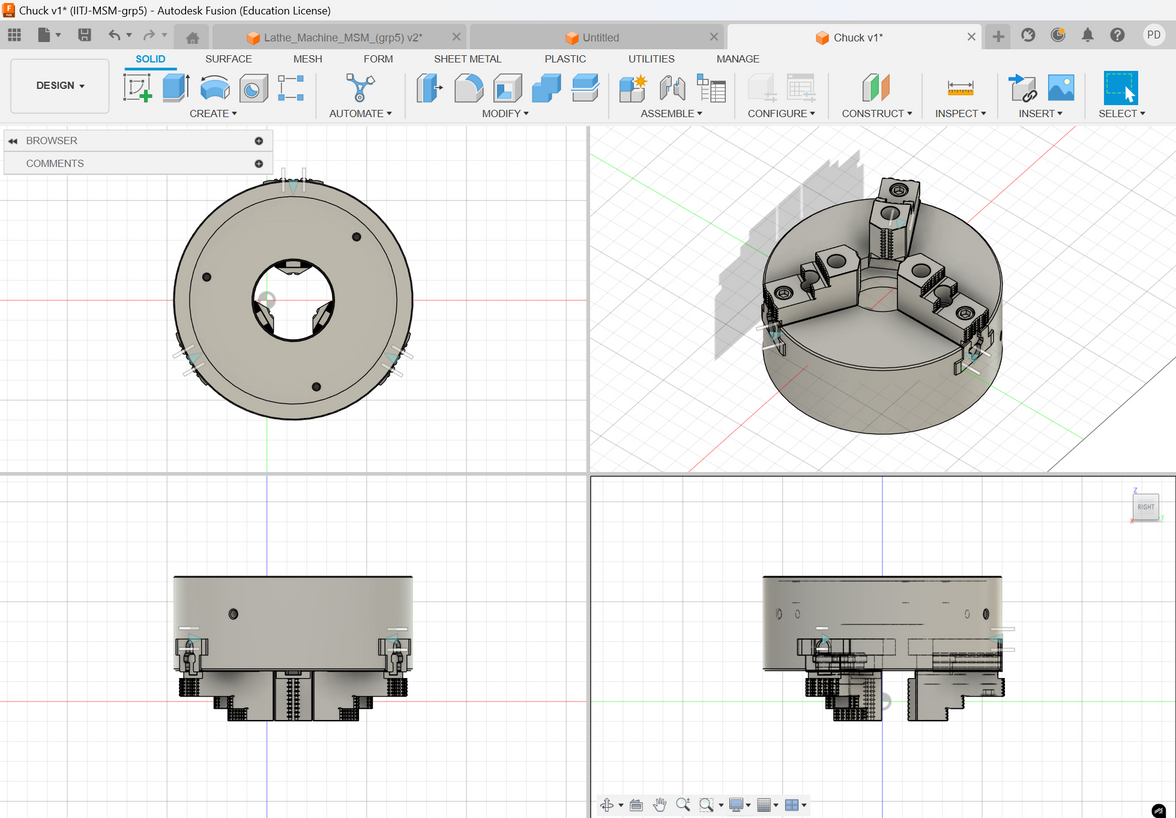 Chuck v1* (IITJ-MSM-grp5) - Autodesk Fusion (Education License)
Lathe_Machine_MSM_(grp5) v2*
Untitled
Chuck v1*
PD
DESIGN
SOLID SURFACE MESH FORM SHEET METAL PLASTIC UTILITIES MANAGE
CREATE AUTOMATE MODIFY ASSEMBLE CONFIGURE CONSTRUCT INSPECT INSERT SELECT
BROWSER
COMMENTS
Z
RIGHT